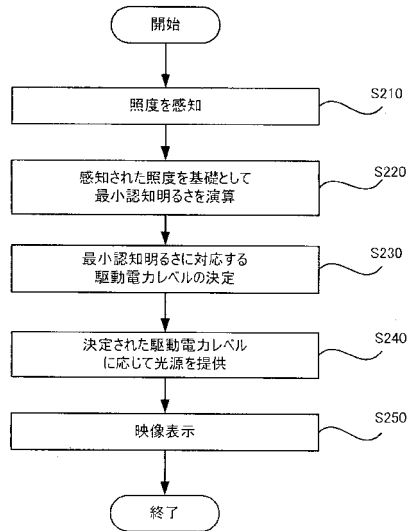 開始
照度を感知
S210
感知された照度を基礎として
最小認知明るさを演算
S220
最小認知明るさに対応する
駆動電力レベルの決定
S230
決定された駆動電力レベル
に応じて光源を提供
S240
映像表示
S250
終了